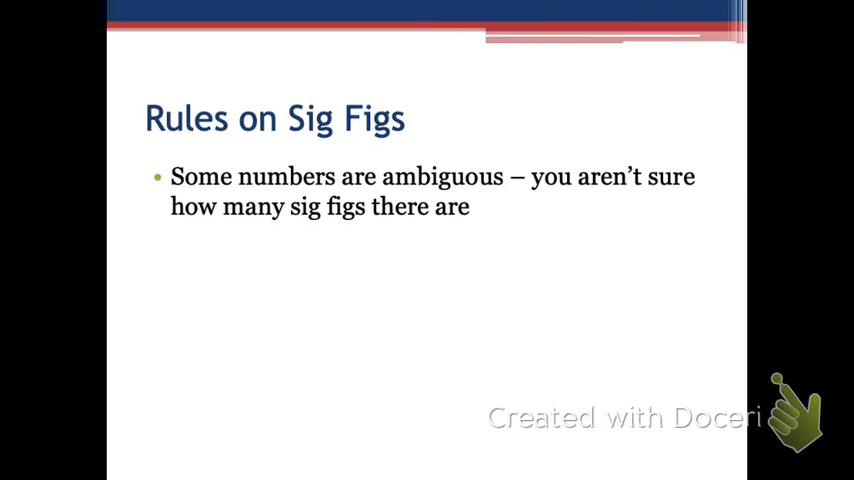 Rules on Sig Figs
• Some numbers are ambiguous – you aren’t sure
how many sig figs there are
Created with Doceri